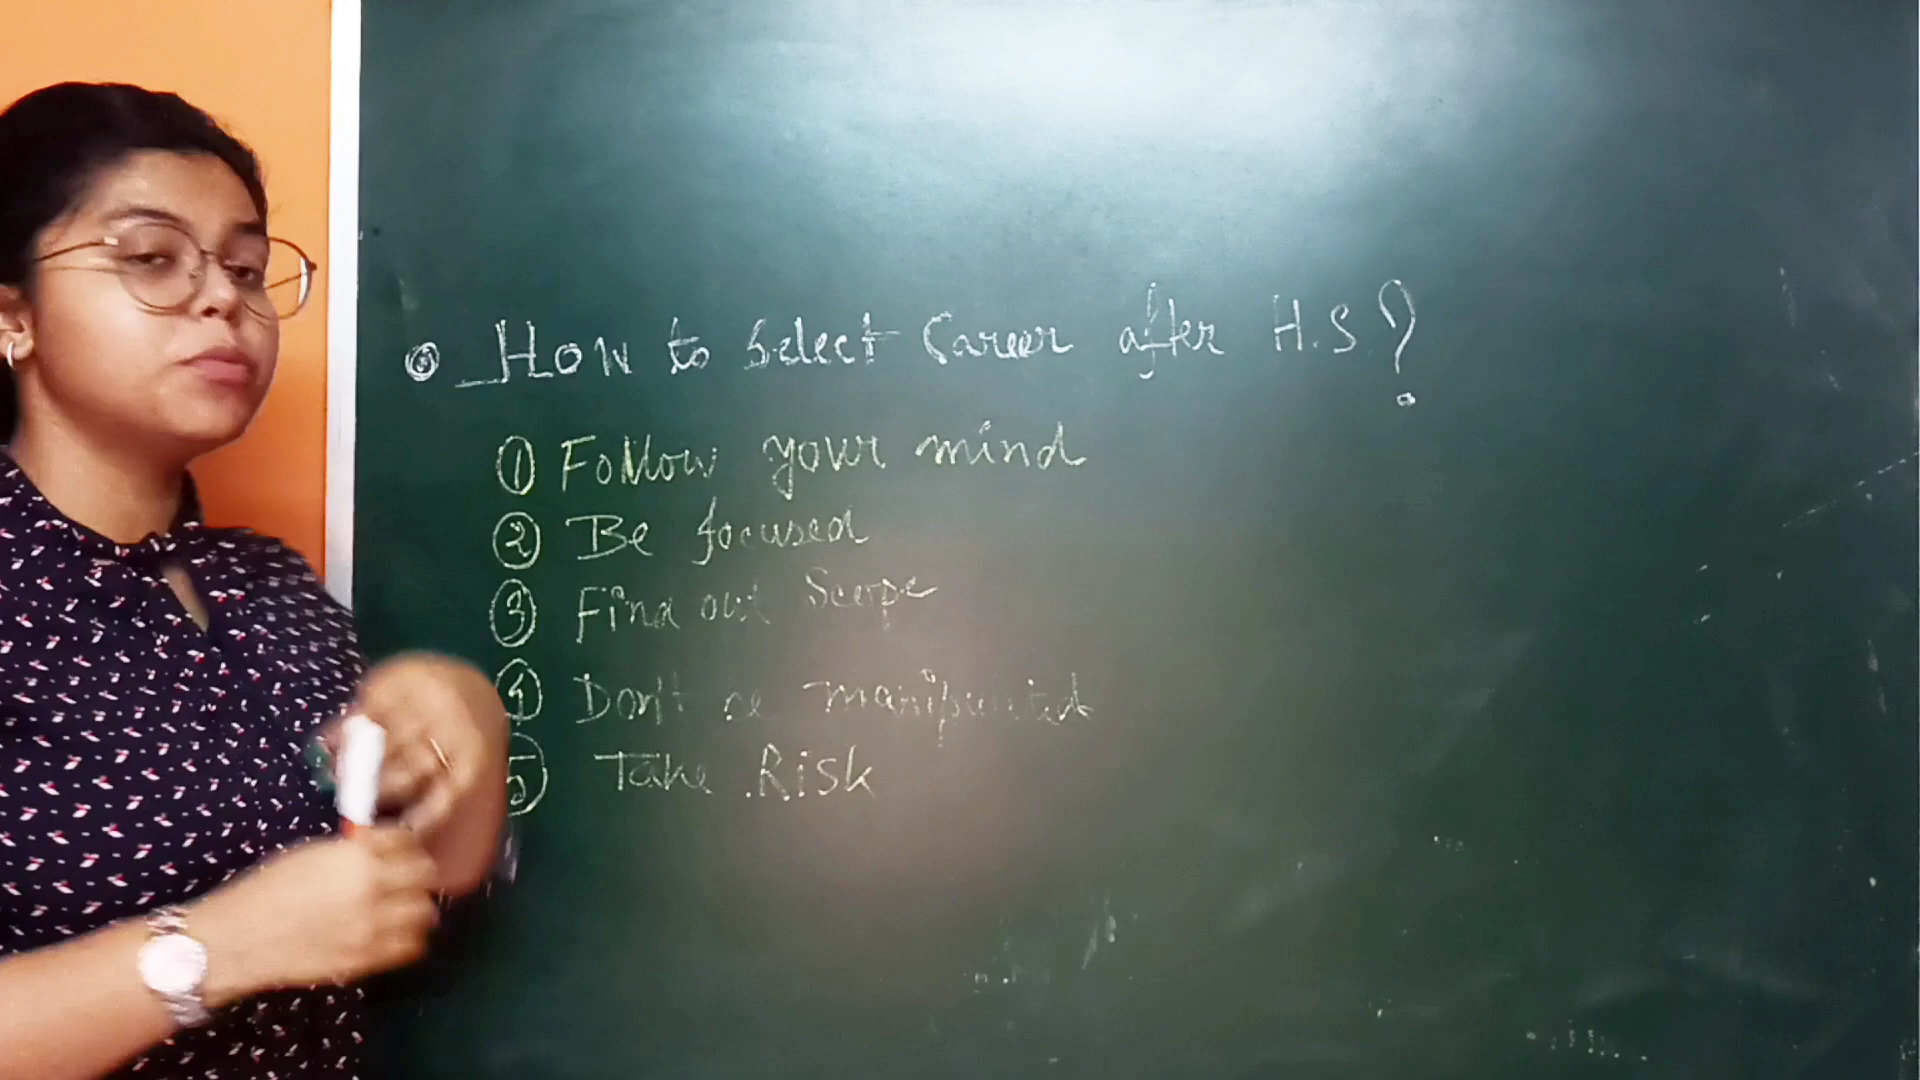 How to Select Career after H.S?
① Follow your mind
② Be focused
③ Find out Scope
④ Don't be manipulated
⑤ Take Risk